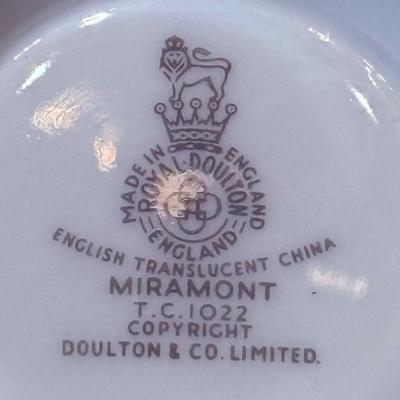 MADE IN ENGLAND
ROYAL·DOULTON
ENGLAND
ENGLISH TRANSLUCENT CHINA
MIRAMONT
T.C.1022
COPYRIGHT
DOULTON & CO. LIMITED.